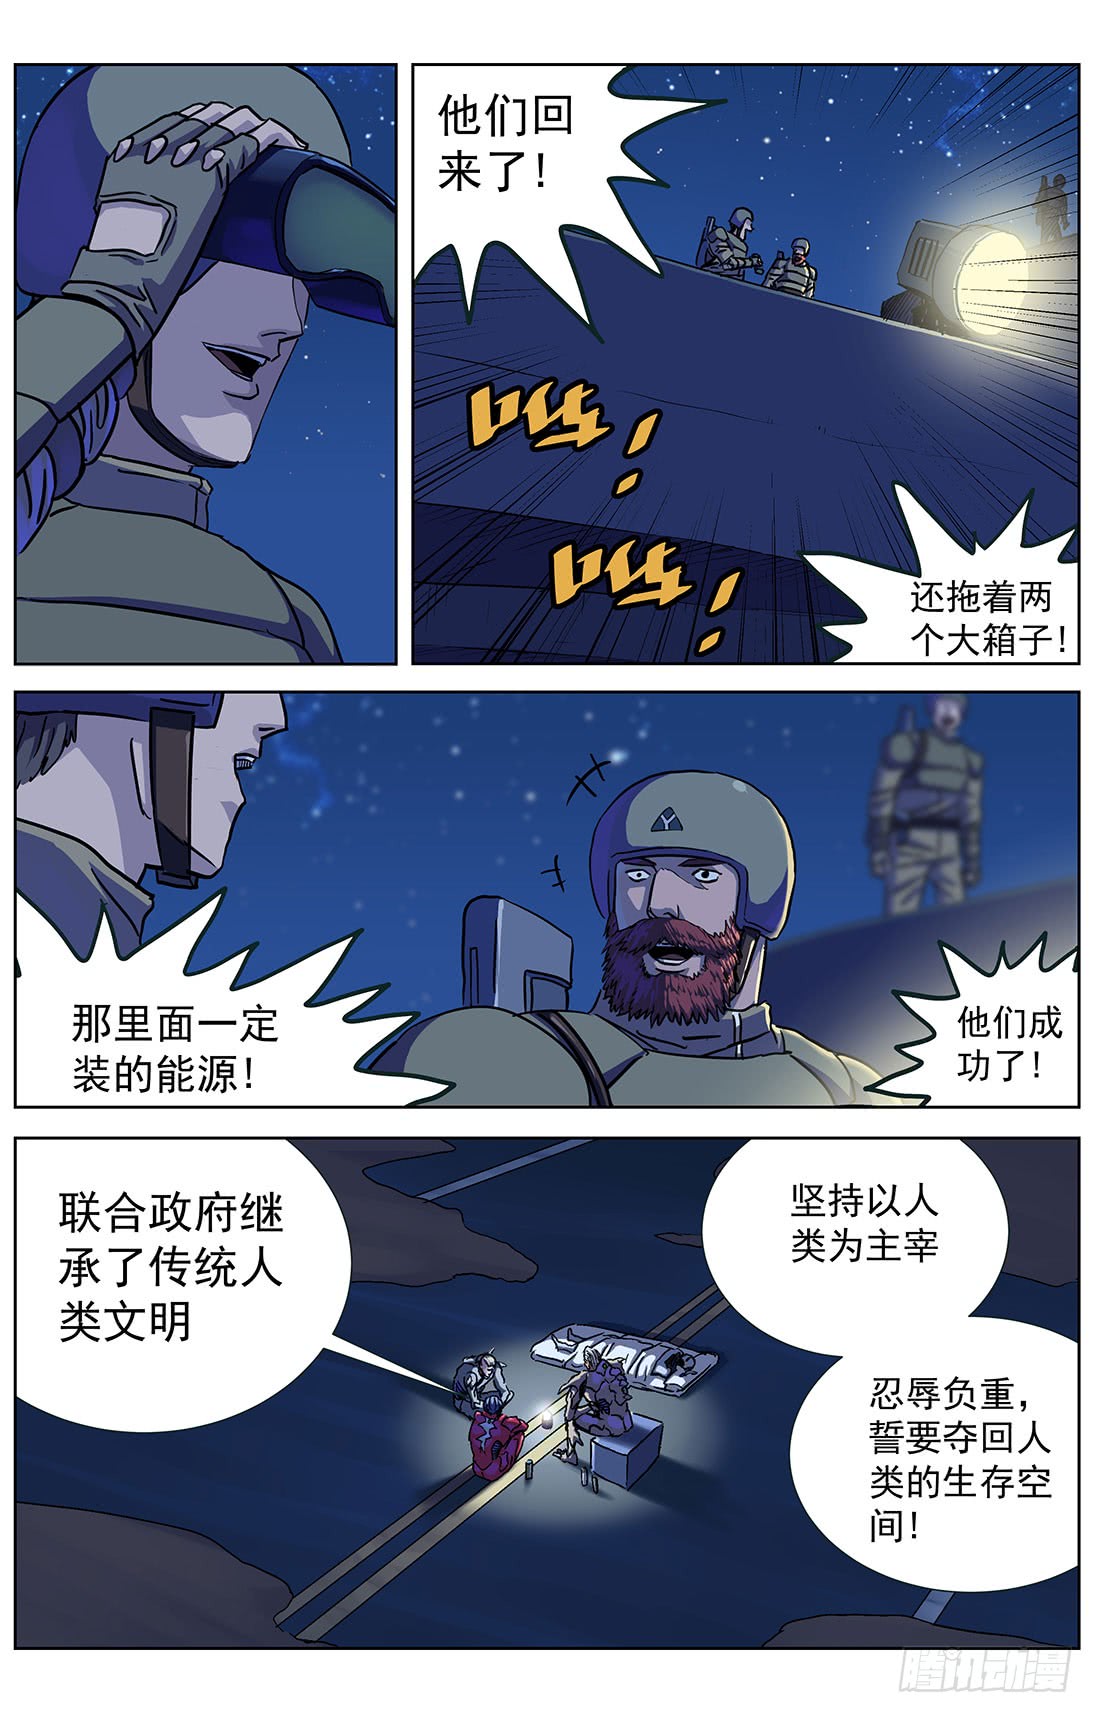 他们回
来了！
哔！
哔！
还拖着两
个大箱子！
那里面一定
装的能源！
他们成
功了！
Y
联合政府继
承了传统人
类文明
坚持以人
类为主宰
忍辱负重，
誓要夺回人
类的生存空
间！
腾讯动漫